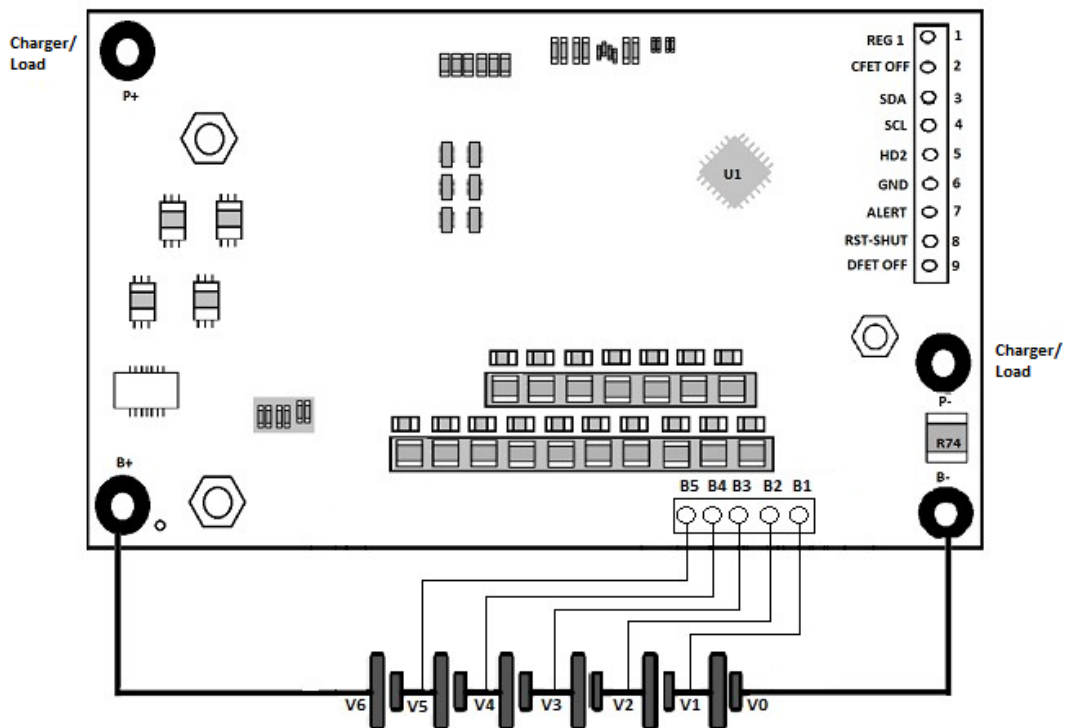 Charger/
Load
P+
REG 1 1
CFET OFF 2
SDA 3
SCL 4
HD2 5
GND 6
ALERT 7
RST-SHUT 8
DFET OFF 9
U1
Charger/
Load
P-
R74
B+
B-
B5 B4 B3 B2 B1
V6 V5 V4 V3 V2 V1 V0